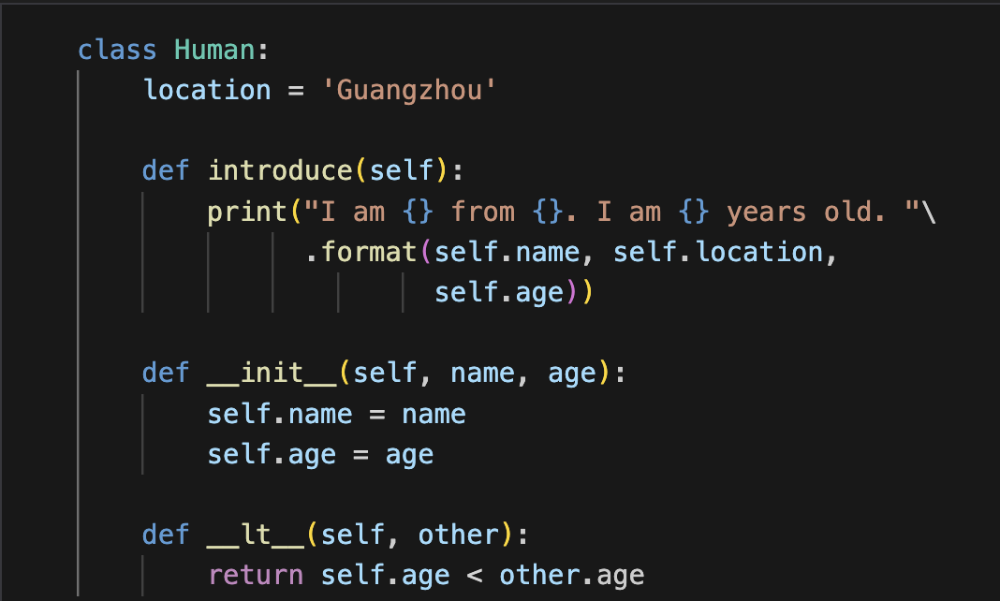 class Human:
location = 'Guangzhou'
def introduce(self):
print("I am {} from {}. I am {} years old. "\
.format(self.name, self.location,
self.age))
def __init__(self, name, age):
self.name = name
self.age = age
def __lt__(self, other):
return self.age < other.age